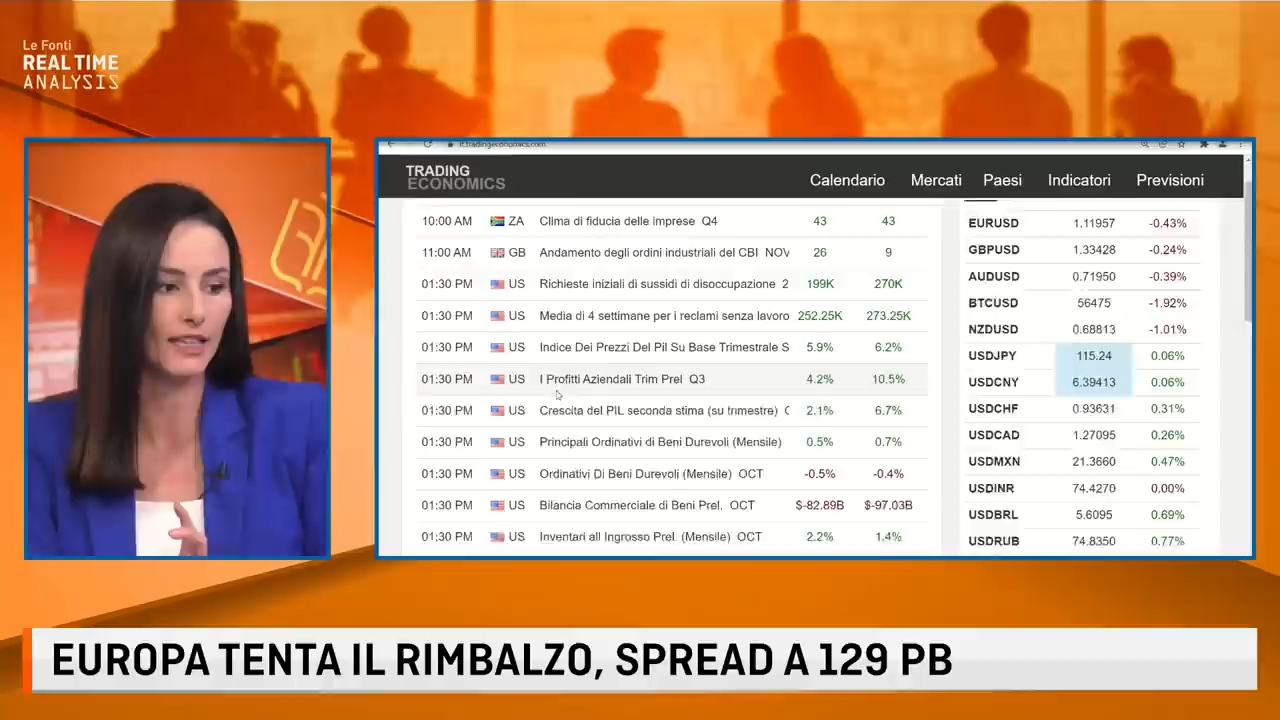 Le Fonti
REAL TIME
ANALYSIS
it.tradingeconomics.com
TRADING
ECONOMICS
Calendario Mercati Paesi Indicatori Previsioni
10:00 AM ZA Clima di fiducia delle imprese Q4 43 43
11:00 AM GB Andamento degli ordini industriali del CBI NOV 26 9
01:30 PM US Richieste iniziali di sussidi di disoccupazione 2 199K 270K
01:30 PM US Media di 4 settimane per i reclami senza lavoro 252.25K 273.25K
01:30 PM US Indice Dei Prezzi Del Pil Su Base Trimestrale S 5.9% 6.2%
01:30 PM US I Profitti Aziendali Trim Prel Q3 4.2% 10.5%
01:30 PM US Crescita del PIL seconda stima (su trimestre) 2.1% 6.7%
01:30 PM US Principali Ordinativi di Beni Durevoli (Mensile) 0.5% 0.7%
01:30 PM US Ordinativi Di Beni Durevoli (Mensile) OCT -0.5% -0.4%
01:30 PM US Bilancia Commerciale di Beni Prel. OCT $-82.89B $-97.03B
01:30 PM US Inventari all Ingrosso Prel. (Mensile) OCT 2.2% 1.4%
EURUSD 1.11957 -0.43%
GBPUSD 1.33428 -0.24%
AUDUSD 0.71950 -0.39%
BTCUSD 56475 -1.92%
NZDUSD 0.68813 -1.01%
USDJPY 115.24 0.06%
USDCNY 6.39413 0.06%
USDCHF 0.93631 0.31%
USDCAD 1.27095 0.26%
USDMXN 21.3660 0.47%
USDINR 74.4270 0.00%
USDBRL 5.6095 0.69%
USDRUB 74.8350 0.77%
EUROPA TENTA IL RIMBALZO, SPREAD A 129 PB